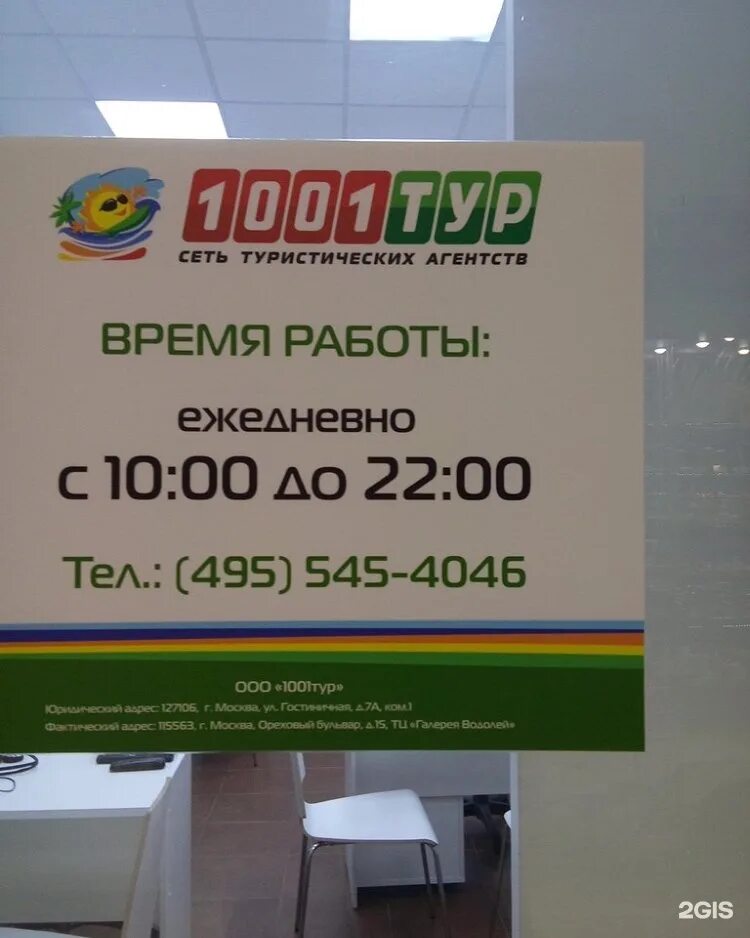 1001ТУР
СЕТЬ ТУРИСТИЧЕСКИХ АГЕНТСТВ
ВРЕМЯ РАБОТЫ:
ежедневно
с 10:00 до 22:00
Тел.: (495) 545-4046
ООО «1001тур»
Юридический адрес: 127106, г. Москва, ул. Гостиничная, д.7А, ком.1
Фактический адрес: 115563, г. Москва, Ореховый бульвар, д.15, ТЦ «Галерея Водолей»
2GIS